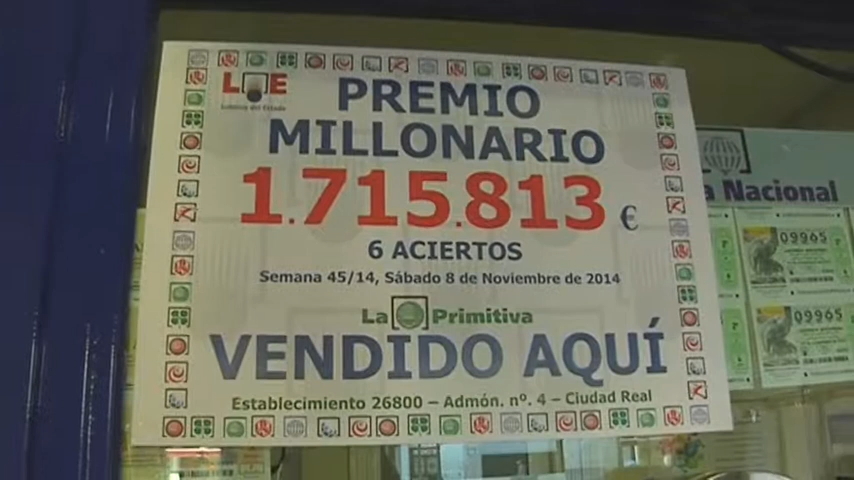 LAE
Loterías del Estado
PREMIO
MILLONARIO
1.715.813 €
6 ACIERTOS
Semana 45/14, Sábado 8 de Noviembre de 2014
La Primitiva
VENDIDO AQUÍ
Establecimiento 26800 – Admón. nº. 4 – Ciudad Real
Nacional
09965
09965